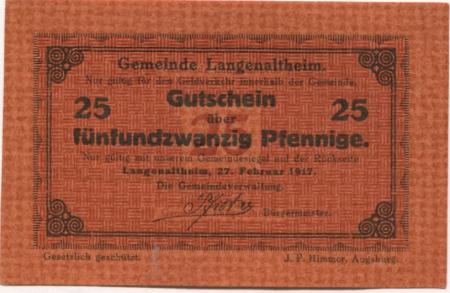 Gemeinde Langenaltheim.
Nur gültig für den Geldverkehr innerhalb der Gemeinde.
25 Gutschein 25
über
fünfundzwanzig Pfennige.
Nur gültig mit unserem Gemeindesiegel auf der Rückseite
Langenaltheim, 27. Februar 1917.
Die Gemeindeverwaltung.
Bürgermeister.
Gesetzlich geschützt. J. P. Himmer, Augsburg.